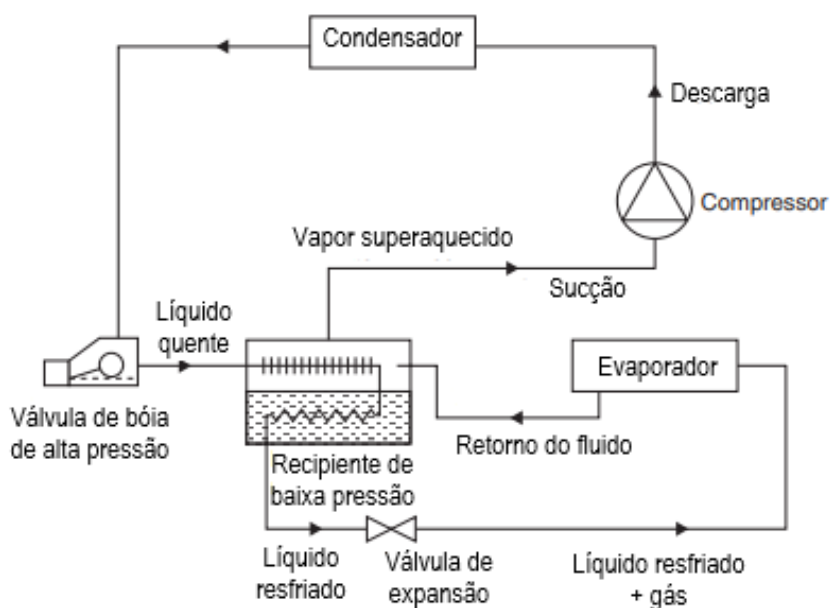 Condensador
Descarga
Compressor
Vapor superaquecido
Sucção
Líquido
quente
Evaporador
Válvula de bóia
de alta pressão
Retorno do fluido
Recipiente de
baixa pressão
Líquido
resfriado
Válvula de
expansão
Líquido resfriado
+ gás